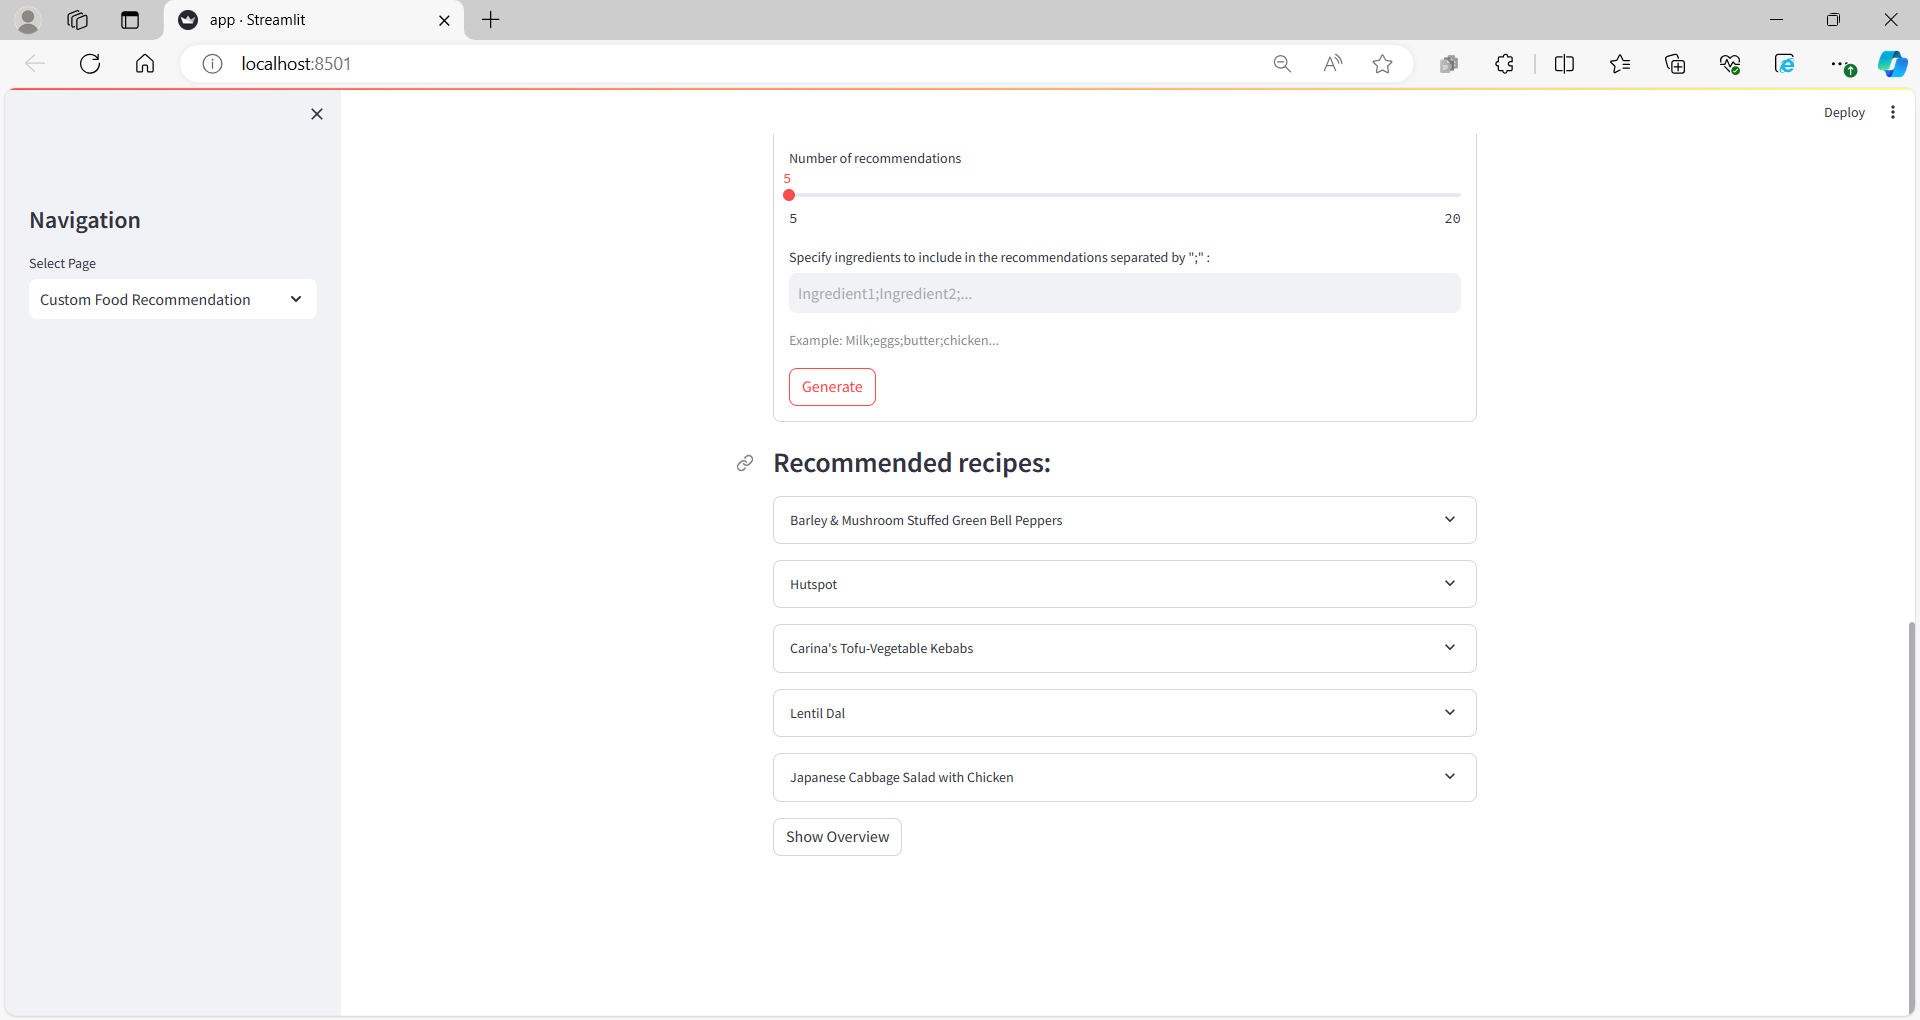 app · Streamlit
localhost:8501
Deploy
Navigation
Select Page
Custom Food Recommendation
Number of recommendations
5
5
20
Specify ingredients to include in the recommendations separated by ";" :
Ingredient1;Ingredient2;...
Example: Milk;eggs;butter;chicken...
Generate
Recommended recipes:
Barley & Mushroom Stuffed Green Bell Peppers
Hutspot
Carina's Tofu-Vegetable Kebabs
Lentil Dal
Japanese Cabbage Salad with Chicken
Show Overview